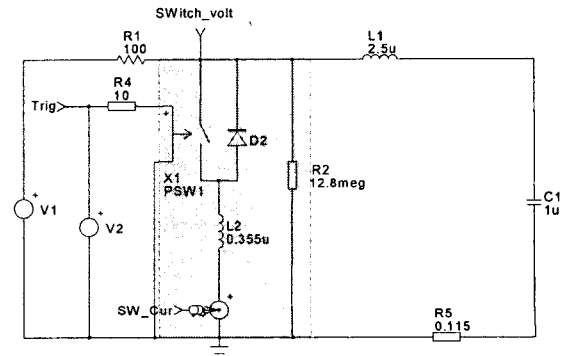 SWitch_volt
R1
100
L1
2.5u
R4
10
Trig
+
D2
X1
PSW1
R2
12.8meg
+
V1
+
V2
L2
0.355u
C1
1u
SW_Cur
+
R5
0.115